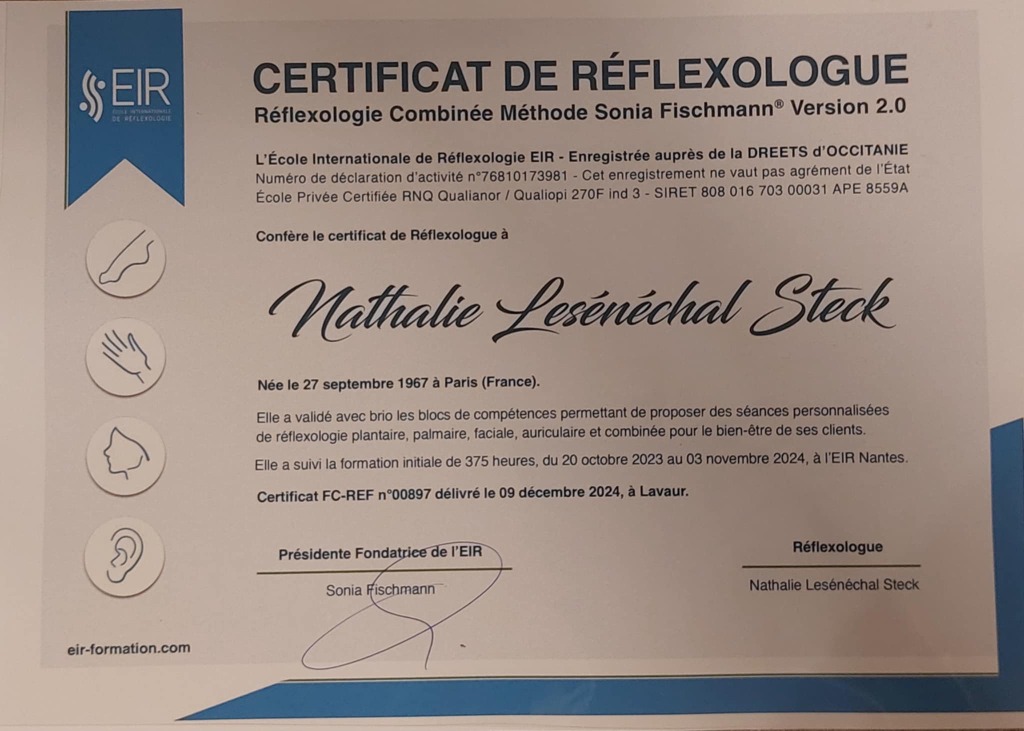 EIR
ÉCOLE INTERNATIONALE
DE RÉFLEXOLOGIE
CERTIFICAT DE RÉFLEXOLOGUE
Réflexologie Combinée Méthode Sonia Fischmann® Version 2.0
L'École Internationale de Réflexologie EIR - Enregistrée auprès de la DREETS d'OCCITANIE
Numéro de déclaration d'activité n°76810173981 - Cet enregistrement ne vaut pas agrément de l'État
École Privée Certifiée RNQ Qualianor / Qualiopi 270F ind 3 - SIRET 808 016 703 00031 APE 8559A
Confère le certificat de Réflexologue à
Nathalie Lesénéchal Steck
Née le 27 septembre 1967 à Paris (France).
Elle a validé avec brio les blocs de compétences permettant de proposer des séances personnalisées
de réflexologie plantaire, palmaire, faciale, auriculaire et combinée pour le bien-être de ses clients.
Elle a suivi la formation initiale de 375 heures, du 20 octobre 2023 au 03 novembre 2024, à l'EIR Nantes.
Certificat FC-REF n°00897 délivré le 09 décembre 2024, à Lavaur.
Présidente Fondatrice de l'EIR
Sonia Fischmann
Réflexologue
Nathalie Lesénéchal Steck
eir-formation.com